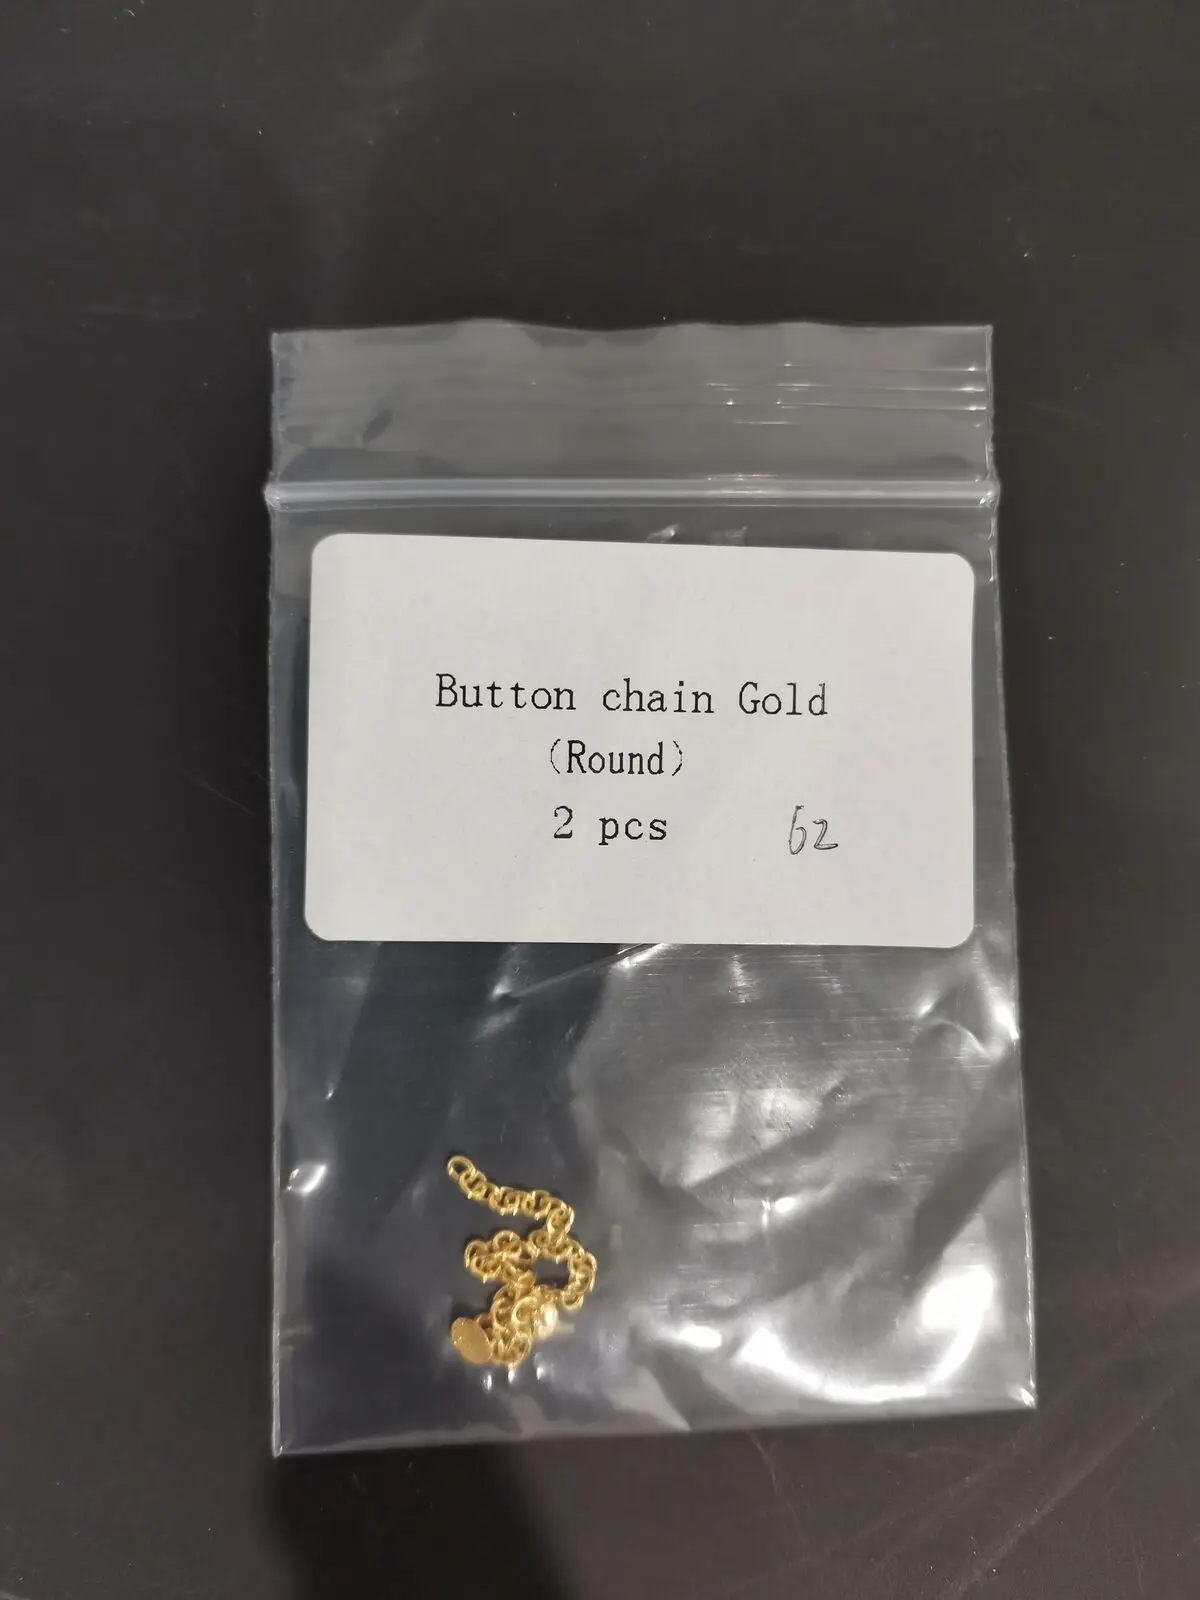 Button chain Gold
(Round)
2 pcs 62